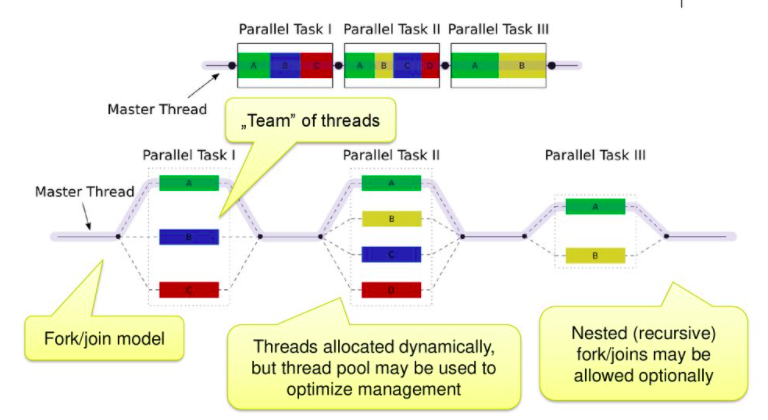 Parallel Task I Parallel Task II Parallel Task III
A B C A B C D A B
Master Thread
„Team” of threads
Parallel Task I Parallel Task II Parallel Task III
Master Thread
A A A
B B
B C
C D B
Fork/join model
Threads allocated dynamically,
but thread pool may be used to
optimize management
Nested (recursive)
fork/joins may be
allowed optionally